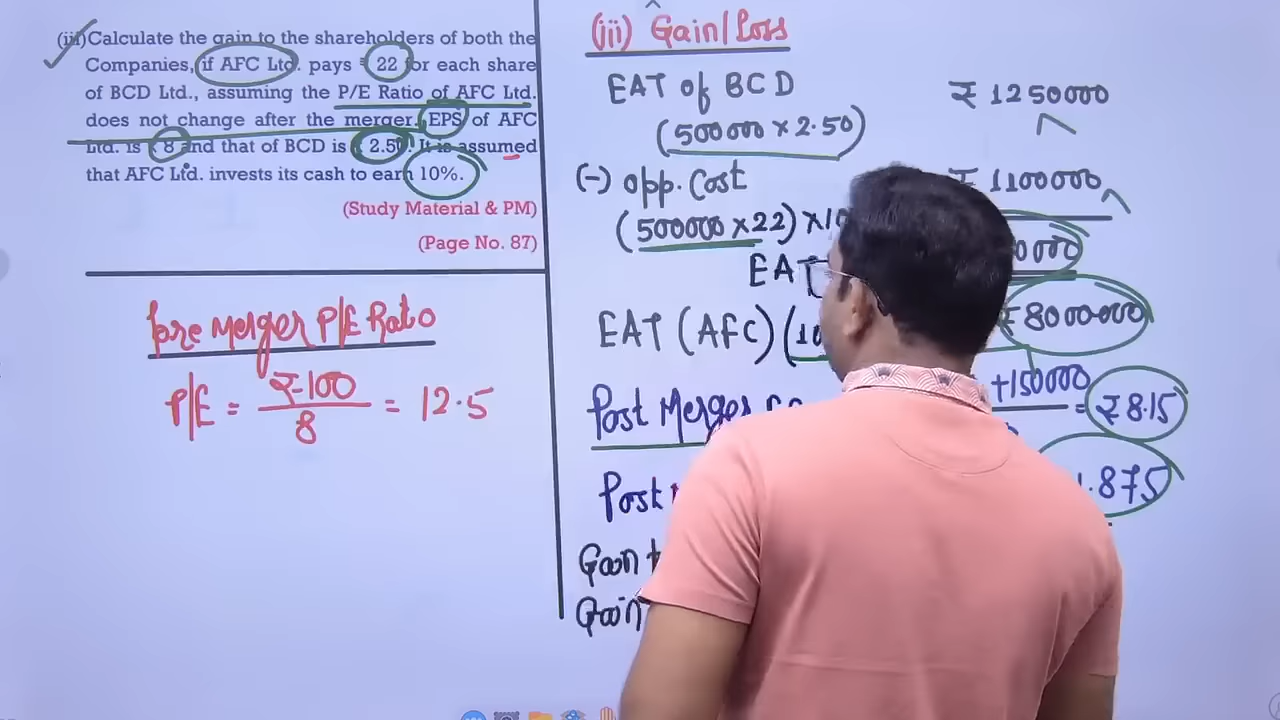 (iii) Calculate the gain to the shareholders of both the
Companies, if AFC Ltd. pays ₹ 22 for each share
of BCD Ltd., assuming the P/E Ratio of AFC Ltd.
does not change after the merger. EPS of AFC
Ltd. is ₹ 8 and that of BCD is ₹ 2.50. It is assumed
that AFC Ltd. invests its cash to earn 10%.
(Study Material & PM)
(Page No. 87)
Pre Merger P/E Ratio
P/E = ₹100 / 8 = 12.5
(iii) Gain/Loss
EAT of BCD ₹ 1250000
(500000 × 2.50)
(-) Opp. Cost ₹ 1100000
(500000 × 22) × 10
EAT 0000
EAT (AFC) (10 ₹ 8000000
Post Merger +150000 = ₹ 8.15
Post .875
Gain
Gain